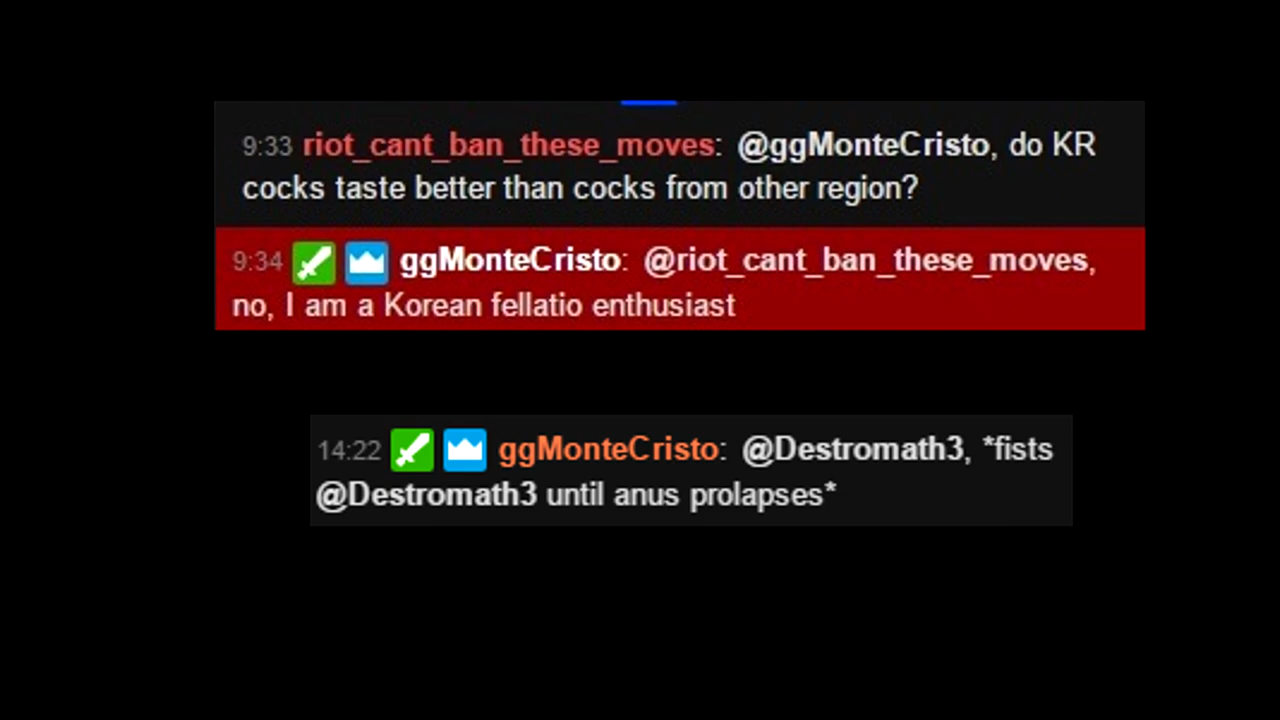 9:33 riot_cant_ban_these_moves: @ggMonteCristo, do KR
cocks taste better than cocks from other region?
9:34 ggMonteCristo: @riot_cant_ban_these_moves,
no, I am a Korean fellatio enthusiast
14:22 ggMonteCristo: @Destromath3, *fists
@Destromath3 until anus prolapses*